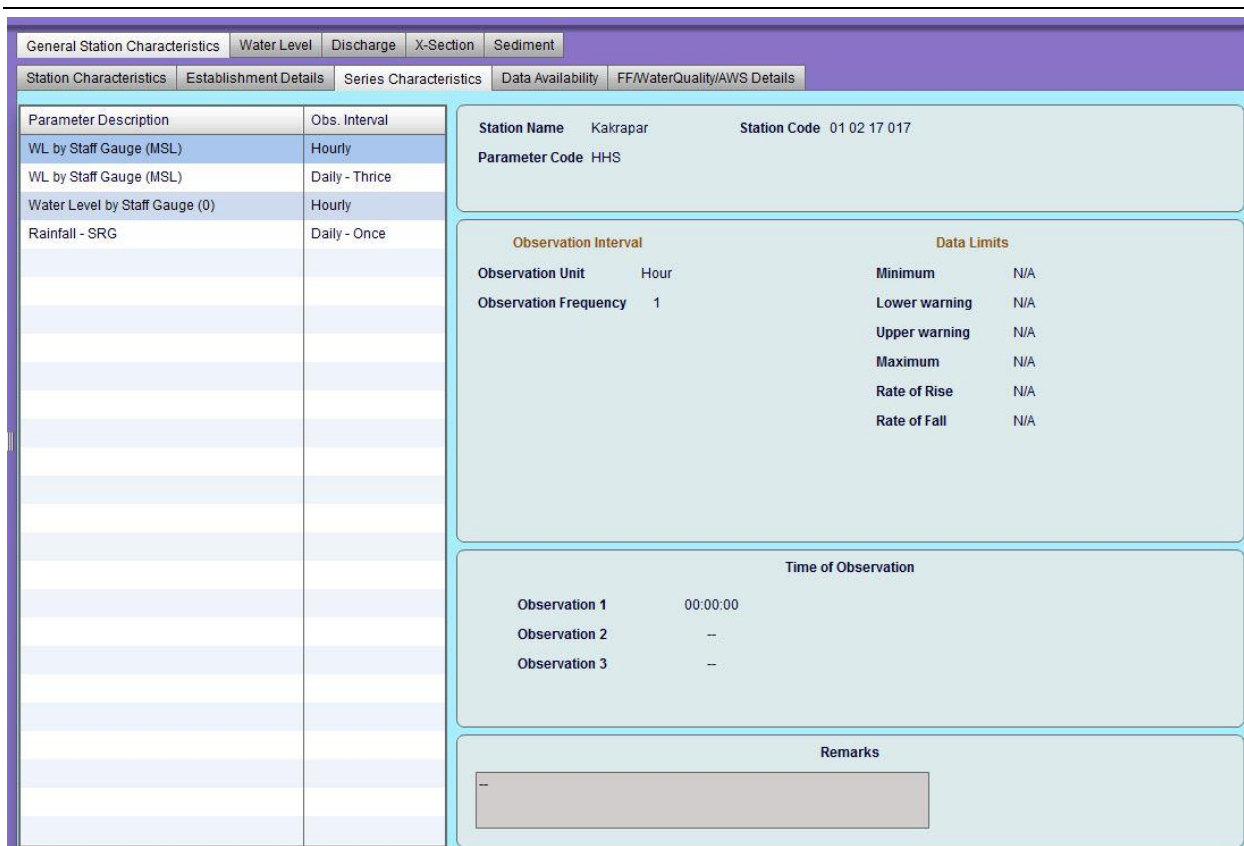 General Station Characteristics Water Level Discharge X-Section Sediment
Station Characteristics Establishment Details Series Characteristics Data Availability FF/WaterQuality/AWS Details
Parameter Description Obs. Interval
WL by Staff Gauge (MSL) Hourly
WL by Staff Gauge (MSL) Daily - Thrice
Water Level by Staff Gauge (0) Hourly
Rainfall - SRG Daily - Once
Station Name Kakrapar Station Code 01 02 17 017
Parameter Code HHS
Observation Interval Data Limits
Observation Unit Hour Minimum N/A
Observation Frequency 1 Lower warning N/A
Upper warning N/A
Maximum N/A
Rate of Rise N/A
Rate of Fall N/A
Time of Observation
Observation 1 00:00:00
Observation 2 --
Observation 3 --
Remarks
--